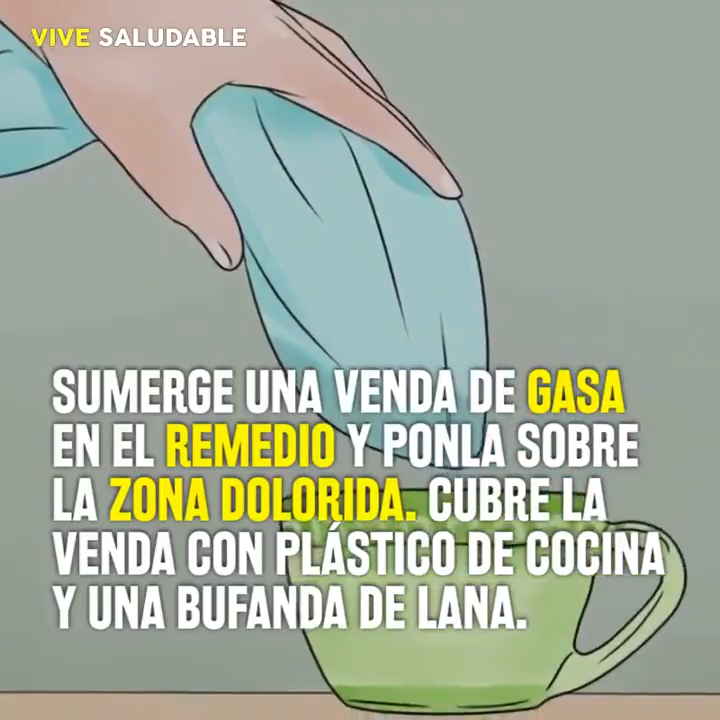 VIVE SALUDABLE
SUMERGE UNA VENDA DE GASA
EN EL REMEDIO Y PONLA SOBRE
LA ZONA DOLORIDA. CUBRE LA
VENDA CON PLÁSTICO DE COCINA
Y UNA BUFANDA DE LANA.